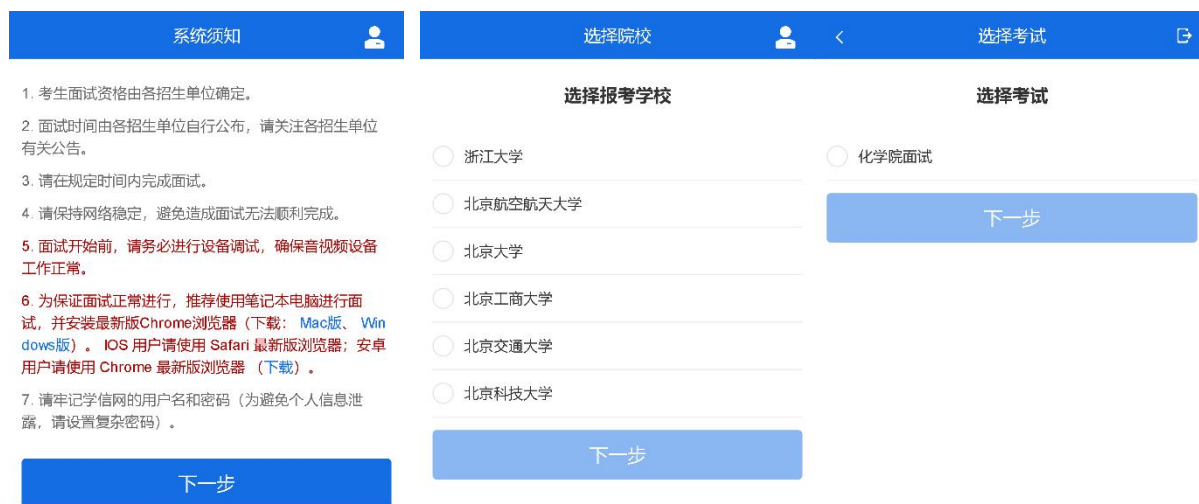 系统须知
1. 考生面试资格由各招生单位确定。
2. 面试时间由各招生单位自行公布，请关注各招生单位
有关公告。
3. 请在规定时间内完成面试。
4. 请保持网络稳定，避免造成面试无法顺利完成。
5. 面试开始前，请务必进行设备调试，确保音视频设备
工作正常。
6. 为保证面试正常进行，推荐使用笔记本电脑进行面
试，并安装最新版Chrome浏览器（下载： Mac版、 Win
dows版）。 IOS 用户请使用 Safari 最新版浏览器；安卓
用户请使用 Chrome 最新版浏览器 （下载）。
7. 请牢记学信网的用户名和密码（为避免个人信息泄
露，请设置复杂密码）。
下一步
选择院校
选择报考学校
浙江大学
北京航空航天大学
北京大学
北京工商大学
北京交通大学
北京科技大学
下一步
选择考试
选择考试
化学院面试
下一步